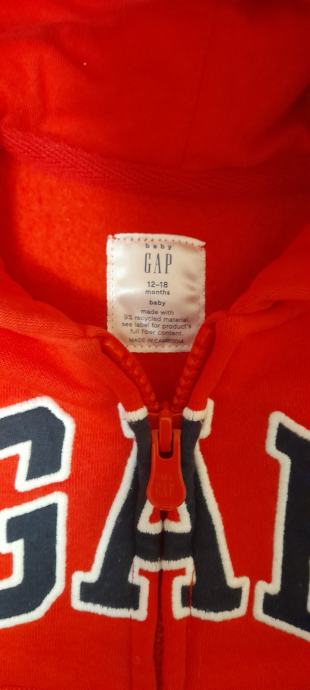 baby
GAP
12-18
months
baby
made with
9% recycled material.
see label for product's
full fiber content.
MADE IN CAMBODIA
GAP